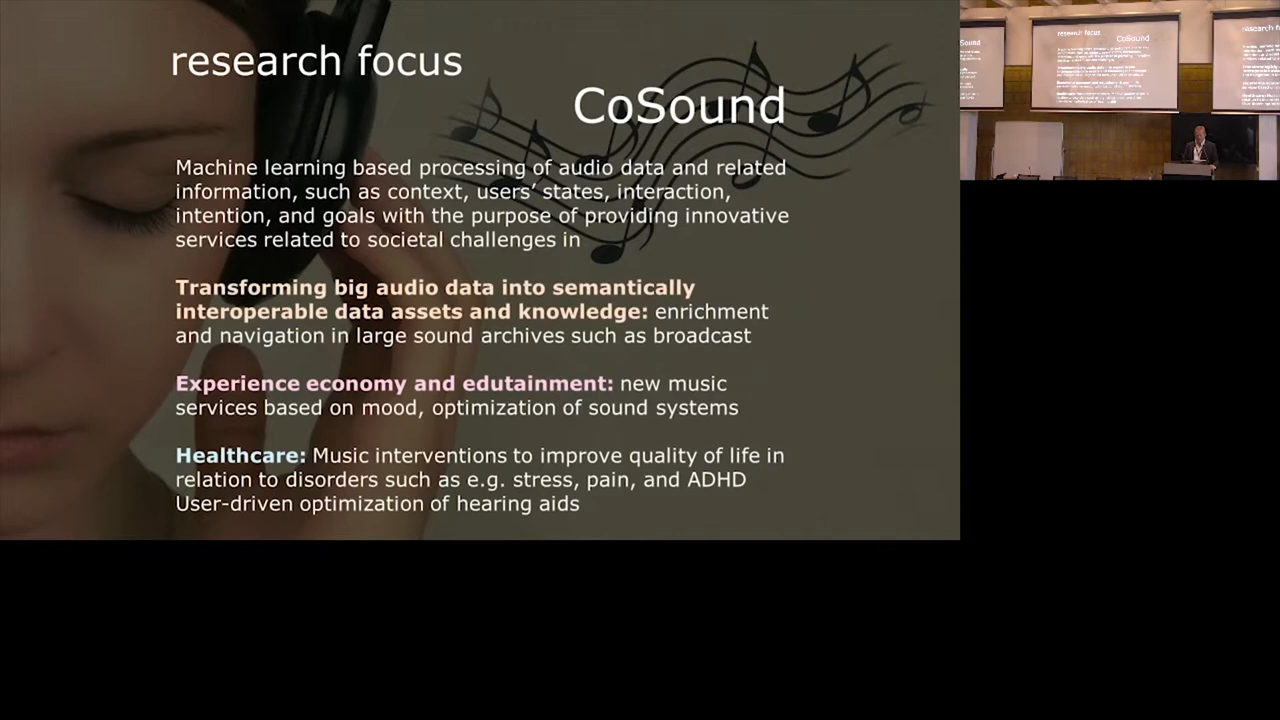 research focus
CoSound
Machine learning based processing of audio data and related
information, such as context, users’ states, interaction,
intention, and goals with the purpose of providing innovative
services related to societal challenges in
Transforming big audio data into semantically
interoperable data assets and knowledge: enrichment
and navigation in large sound archives such as broadcast
Experience economy and edutainment: new music
services based on mood, optimization of sound systems
Healthcare: Music interventions to improve quality of life in
relation to disorders such as e.g. stress, pain, and ADHD
User-driven optimization of hearing aids
research focus
CoSound